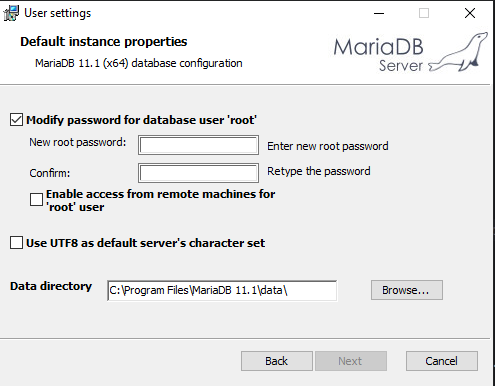 User settings
Default instance properties
MariaDB 11.1 (x64) database configuration
MariaDB
Server
Modify password for database user 'root'
New root password:
Enter new root password
Confirm:
Retype the password
Enable access from remote machines for
'root' user
Use UTF8 as default server's character set
Data directory
C:\Program Files\MariaDB 11.1\data\
Browse...
Back
Next
Cancel